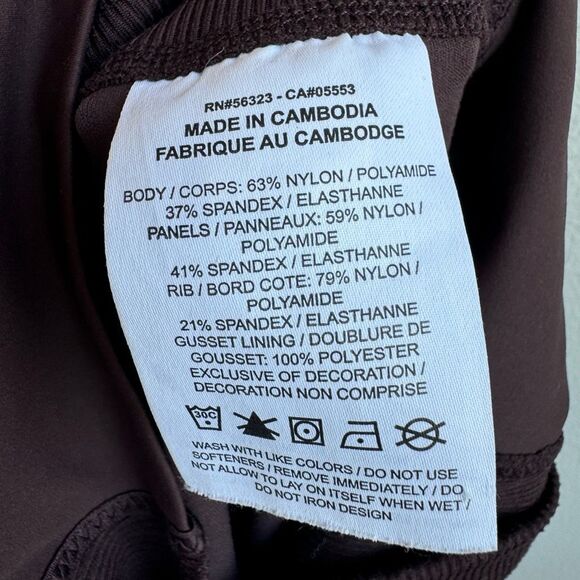 RN#56323 - CA#05553
MADE IN CAMBODIA
FABRIQUE AU CAMBODGE
BODY / CORPS: 63% NYLON / POLYAMIDE
37% SPANDEX / ELASTHANNE
PANELS / PANNEAUX: 59% NYLON /
POLYAMIDE
41% SPANDEX / ELASTHANNE
RIB / BORD COTE: 79% NYLON /
POLYAMIDE
21% SPANDEX / ELASTHANNE
GUSSET LINING / DOUBLURE DE
GOUSSET: 100% POLYESTER
EXCLUSIVE OF DECORATION /
DECORATION NON COMPRISE
30C
WASH WITH LIKE COLORS / DO NOT USE
SOFTENERS / REMOVE IMMEDIATELY / DO
NOT ALLOW TO LAY ON ITSELF WHEN WET /
DO NOT IRON DESIGN